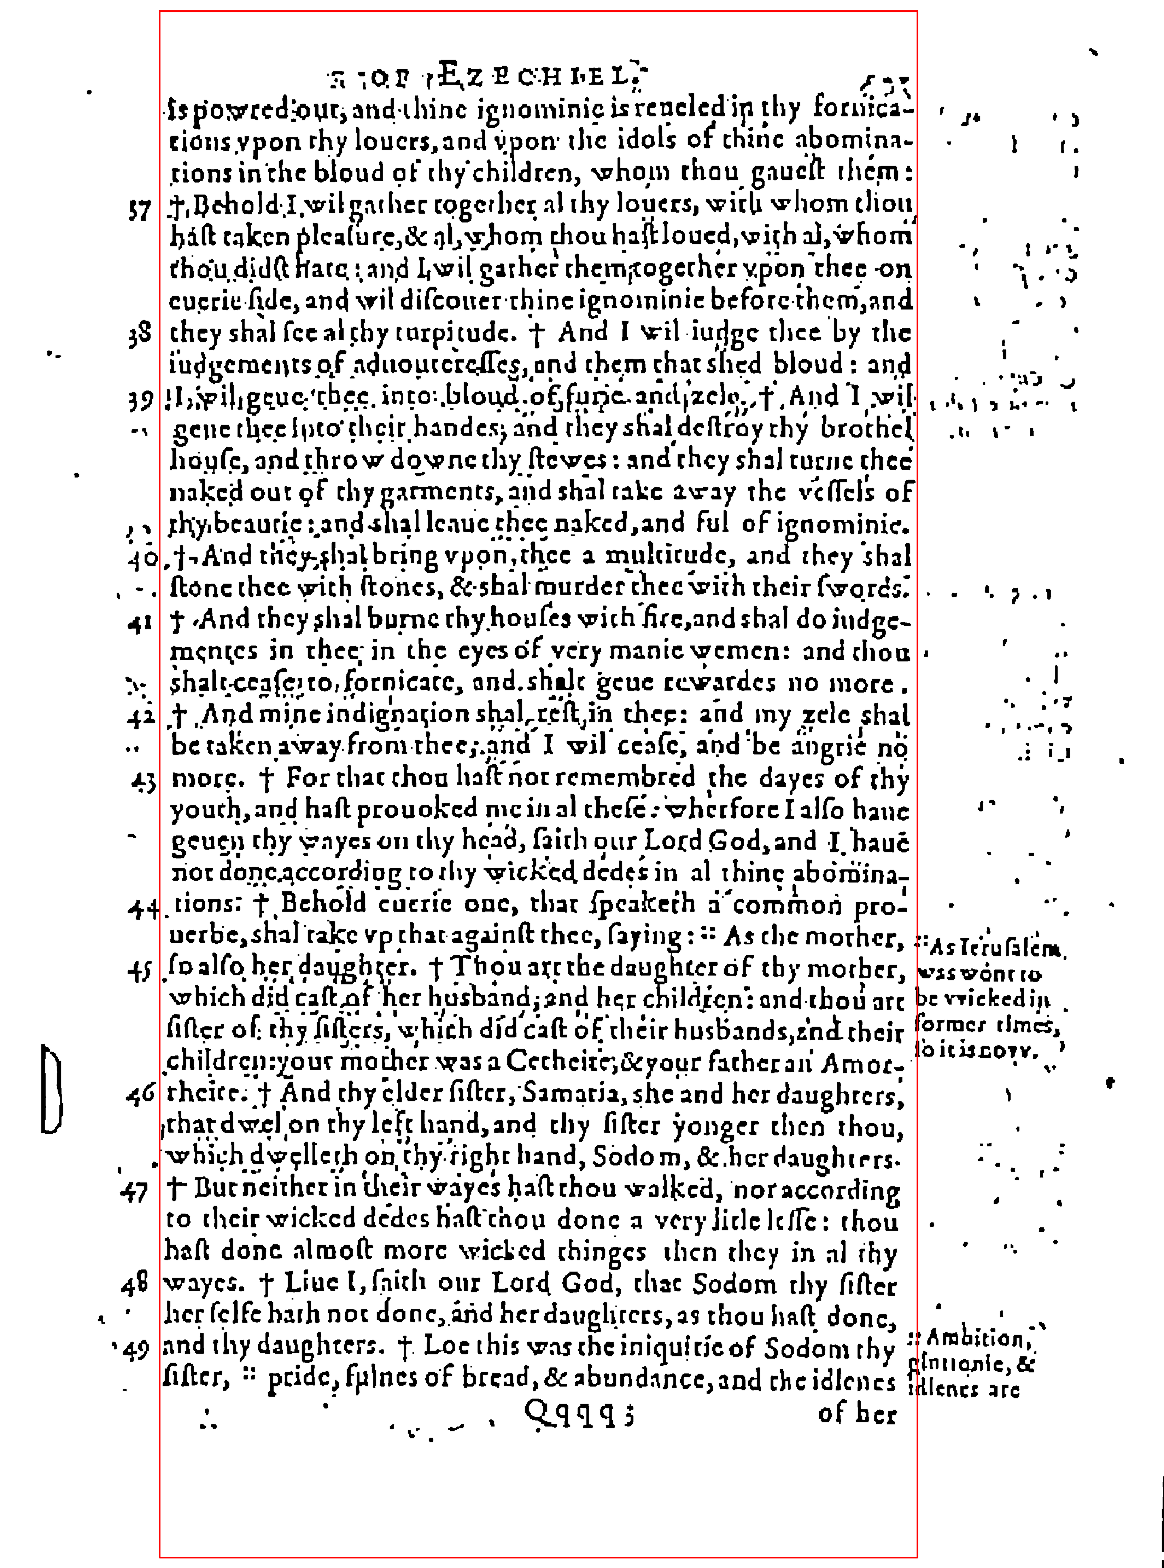 OF EZECHIEL.
is powred out, and thine ignominie is reueled in thy fornica-
tions vpon thy louers, and vpon the idols of thine abomina-
tions in the bloud of thy children, whom thou gaueſt them:
37 † Behold I wil gather together al thy louers, with whom thou
haſt taken pleaſure, & al, whom thou haſt loued, with al, whom
thou didſt hate: and I wil gather them together vpon thee on
euerie ſide, and wil diſcouer thine ignominie before them, and
38 they shal ſee al thy turpitude. † And I wil iudge thee by the
iudgements of aduoutereſſes, and them that shed bloud: and
39 I wil geue thee into bloud of furie and zele. † And I wil
geue thee into their handes, and they shal deſtroy thy brothel
houſe, and throw downe thy ſtewes: and they shal turne thee
naked out of thy garments, and shal take away the veſſels of
thy beautie: and shal leaue thee naked, and ful of ignominie.
40 † And they shal bring vpon thee a multitude, and they shal
ſtone thee with ſtones, & shal murder thee with their ſwords.
41 † And they shal burne thy houſes with fire, and shal do iudge-
mentes in thee in the eyes of very manie wemen: and thou
shalt ceaſe to fornicate, and shalt geue rewardes no more.
42 † And mine indignation shal reſt in thee: and my zele shal
be taken away from thee, and I wil ceaſe, and be angrie no
43 more. † For that thou haſt not remembred the dayes of thy
youth, and haſt prouoked me in al theſe: wherfore I alſo haue
geuen thy wayes on thy head, ſaith our Lord God, and I haue
not done according to thy wicked dedes in al thine abomina-
44 tions. † Behold euerie one, that ſpeaketh a common pro-
uerbe, shal take vp that againſt thee, ſaying: :: As the mother,
:: As Ieruſalem
45 ſo alſo her daughter. † Thou art the daughter of thy mother,
was wont to
which did caſt of her husband, and her children: and thou art
be wicked in
ſiſter of thy ſiſters, which did caſt of their husbands, and their
former times,
children: your mother was a Cetheite, & your father an Amor-
ſo it is now.
46 rheite. † And thy elder ſiſter, Samaria, she and her daughters,
that dwel on thy left hand, and thy ſiſter yonger then thou,
which dwelleth on thy right hand, Sodom, & her daughters.
47 † But neither in their wayes haſt thou walked, nor according
to their wicked dedes haſt thou done a very litle leſſe: thou
haſt done almoſt more wicked thinges then they in al thy
48 wayes. † Liue I, ſaith our Lord God, that Sodom thy ſiſter
her ſelfe hath not done, and her daughters, as thou haſt done,
49 and thy daughters. † Loe this was the iniquitie of Sodom thy
:: Ambition,
ſiſter, :: pride, fulnes of bread, & abundance, and the idlenes
gluttonie, &
idlenes are
Qqqq 3 of her